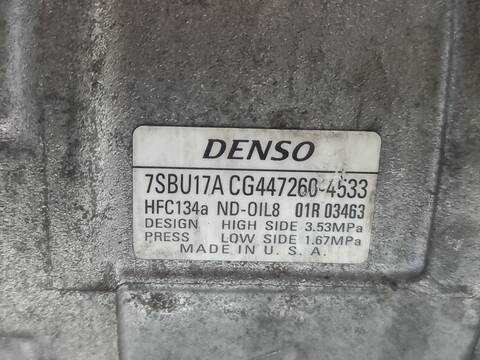 DENSO
7SBU17A CG447260-4533
HFC134a ND-OIL8 01R 03463
DESIGN HIGH SIDE 3.53MPa
PRESS LOW SIDE 1.67MPa
MADE IN U. S. A.